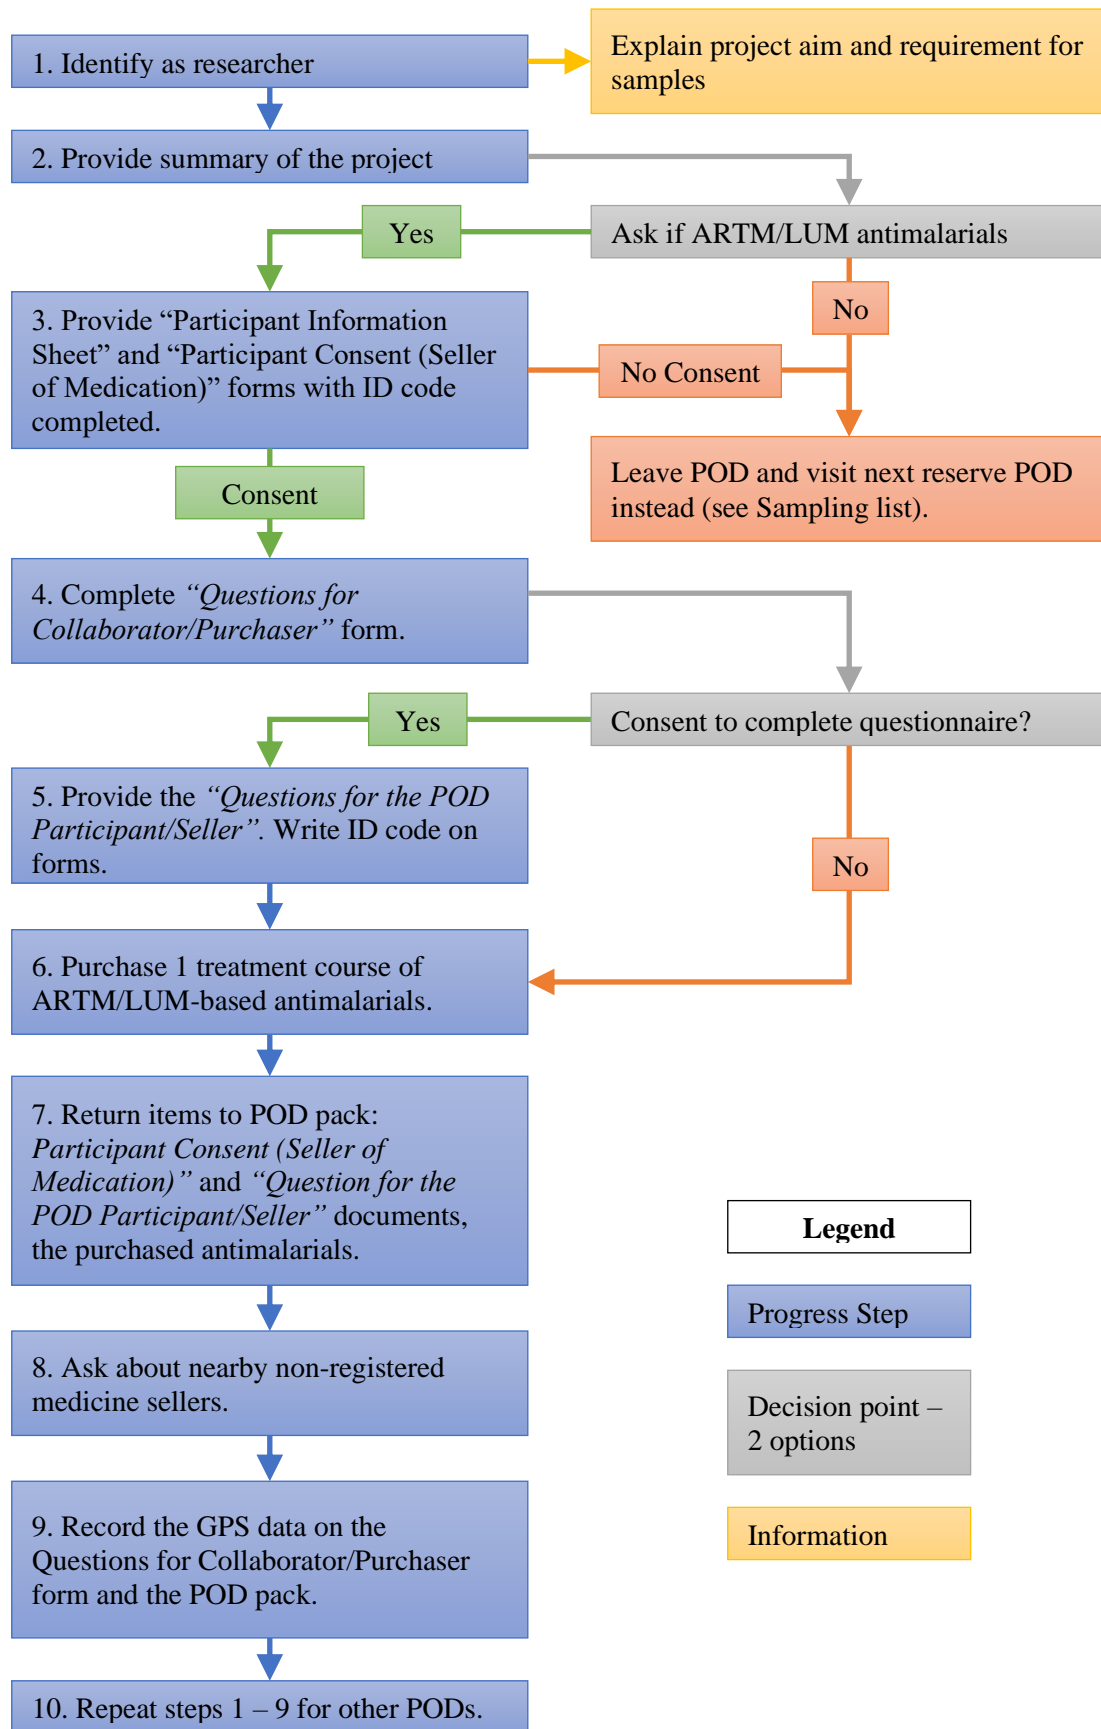 1. Identify as researcher
Explain project aim and requirement for
samples
2. Provide summary of the project
Yes
Ask if ARTM/LUM antimalarials
No
3. Provide “Participant Information
Sheet” and “Participant Consent (Seller
of Medication)” forms with ID code
completed.
No Consent
Leave POD and visit next reserve POD
instead (see Sampling list).
Consent
4. Complete “Questions for
Collaborator/Purchaser” form.
Yes
Consent to complete questionnaire?
5. Provide the “Questions for the POD
Participant/Seller”. Write ID code on
forms.
No
6. Purchase 1 treatment course of
ARTM/LUM-based antimalarials.
7. Return items to POD pack:
Participant Consent (Seller of
Medication)” and “Question for the
POD Participant/Seller” documents,
the purchased antimalarials.
8. Ask about nearby non-registered
medicine sellers.
9. Record the GPS data on the
Questions for Collaborator/Purchaser
form and the POD pack.
10. Repeat steps 1 – 9 for other PODs.
Legend
Progress Step
Decision point –
2 options
Information